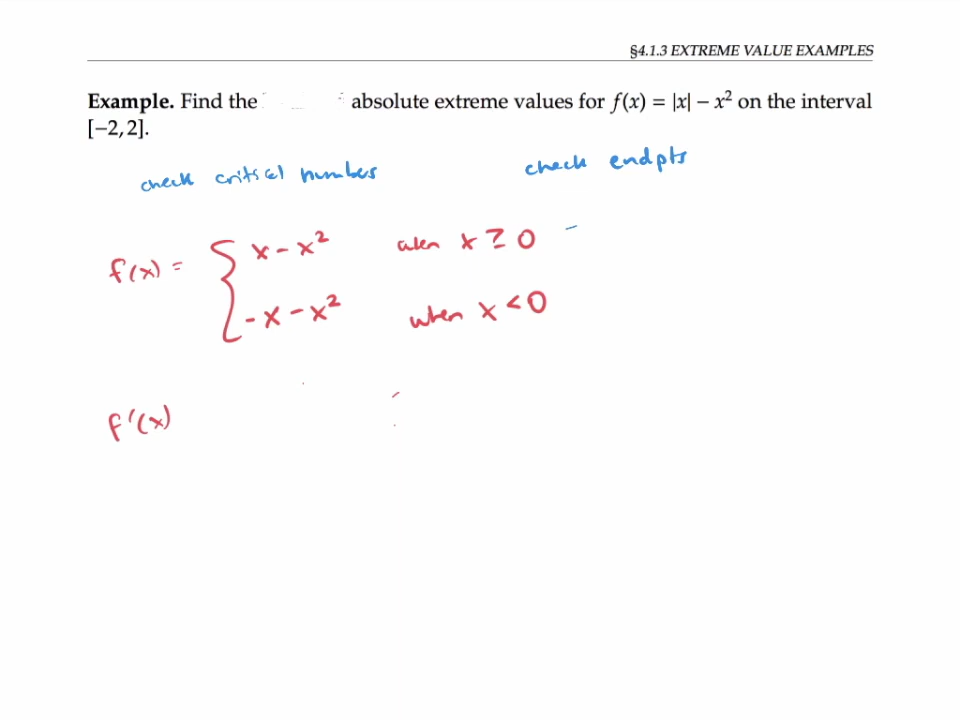 §4.1.3 EXTREME VALUE EXAMPLES
Example. Find the absolute extreme values for f(x) = |x| − x² on the interval
[−2, 2].
check critical numbers check endpts
f(x) = { x − x² when x ≥ 0
-x − x² when x < 0
f'(x)